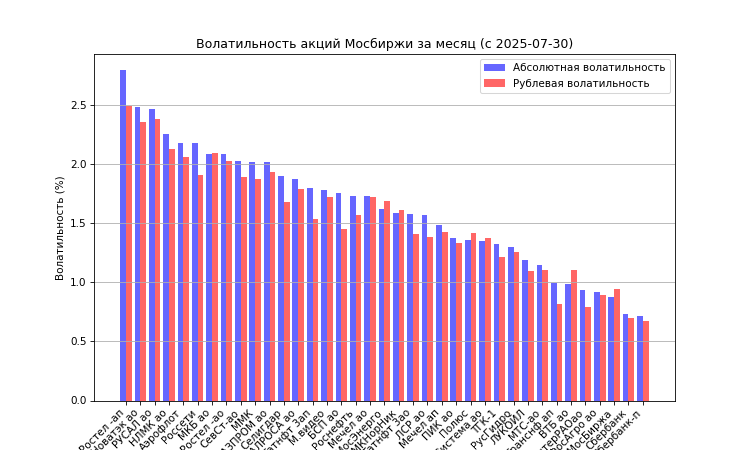 Волатильность акций Мосбиржи за месяц (с 2025-07-30)
Абсолютная волатильность
Рублевая волатильность
Волатильность (%)
2.5
2.0
1.5
1.0
0.5
0.0
Ростел -ап
РУСАЛ ао
НЛМК ао
Аэрофлот
Россети
МКБ ао
Ростел -ао
СевСт-ао
ММК
Селигдар
М.видео
БСП ао
Роснефть
Мечел ао
ЛСР ао
Мечел ап
ПИК ао
Полюс
ТГК-1
РусГидро
ЛУКОЙЛ
МТС-ао
ВТБ ао
МосБиржа
Сбербанк